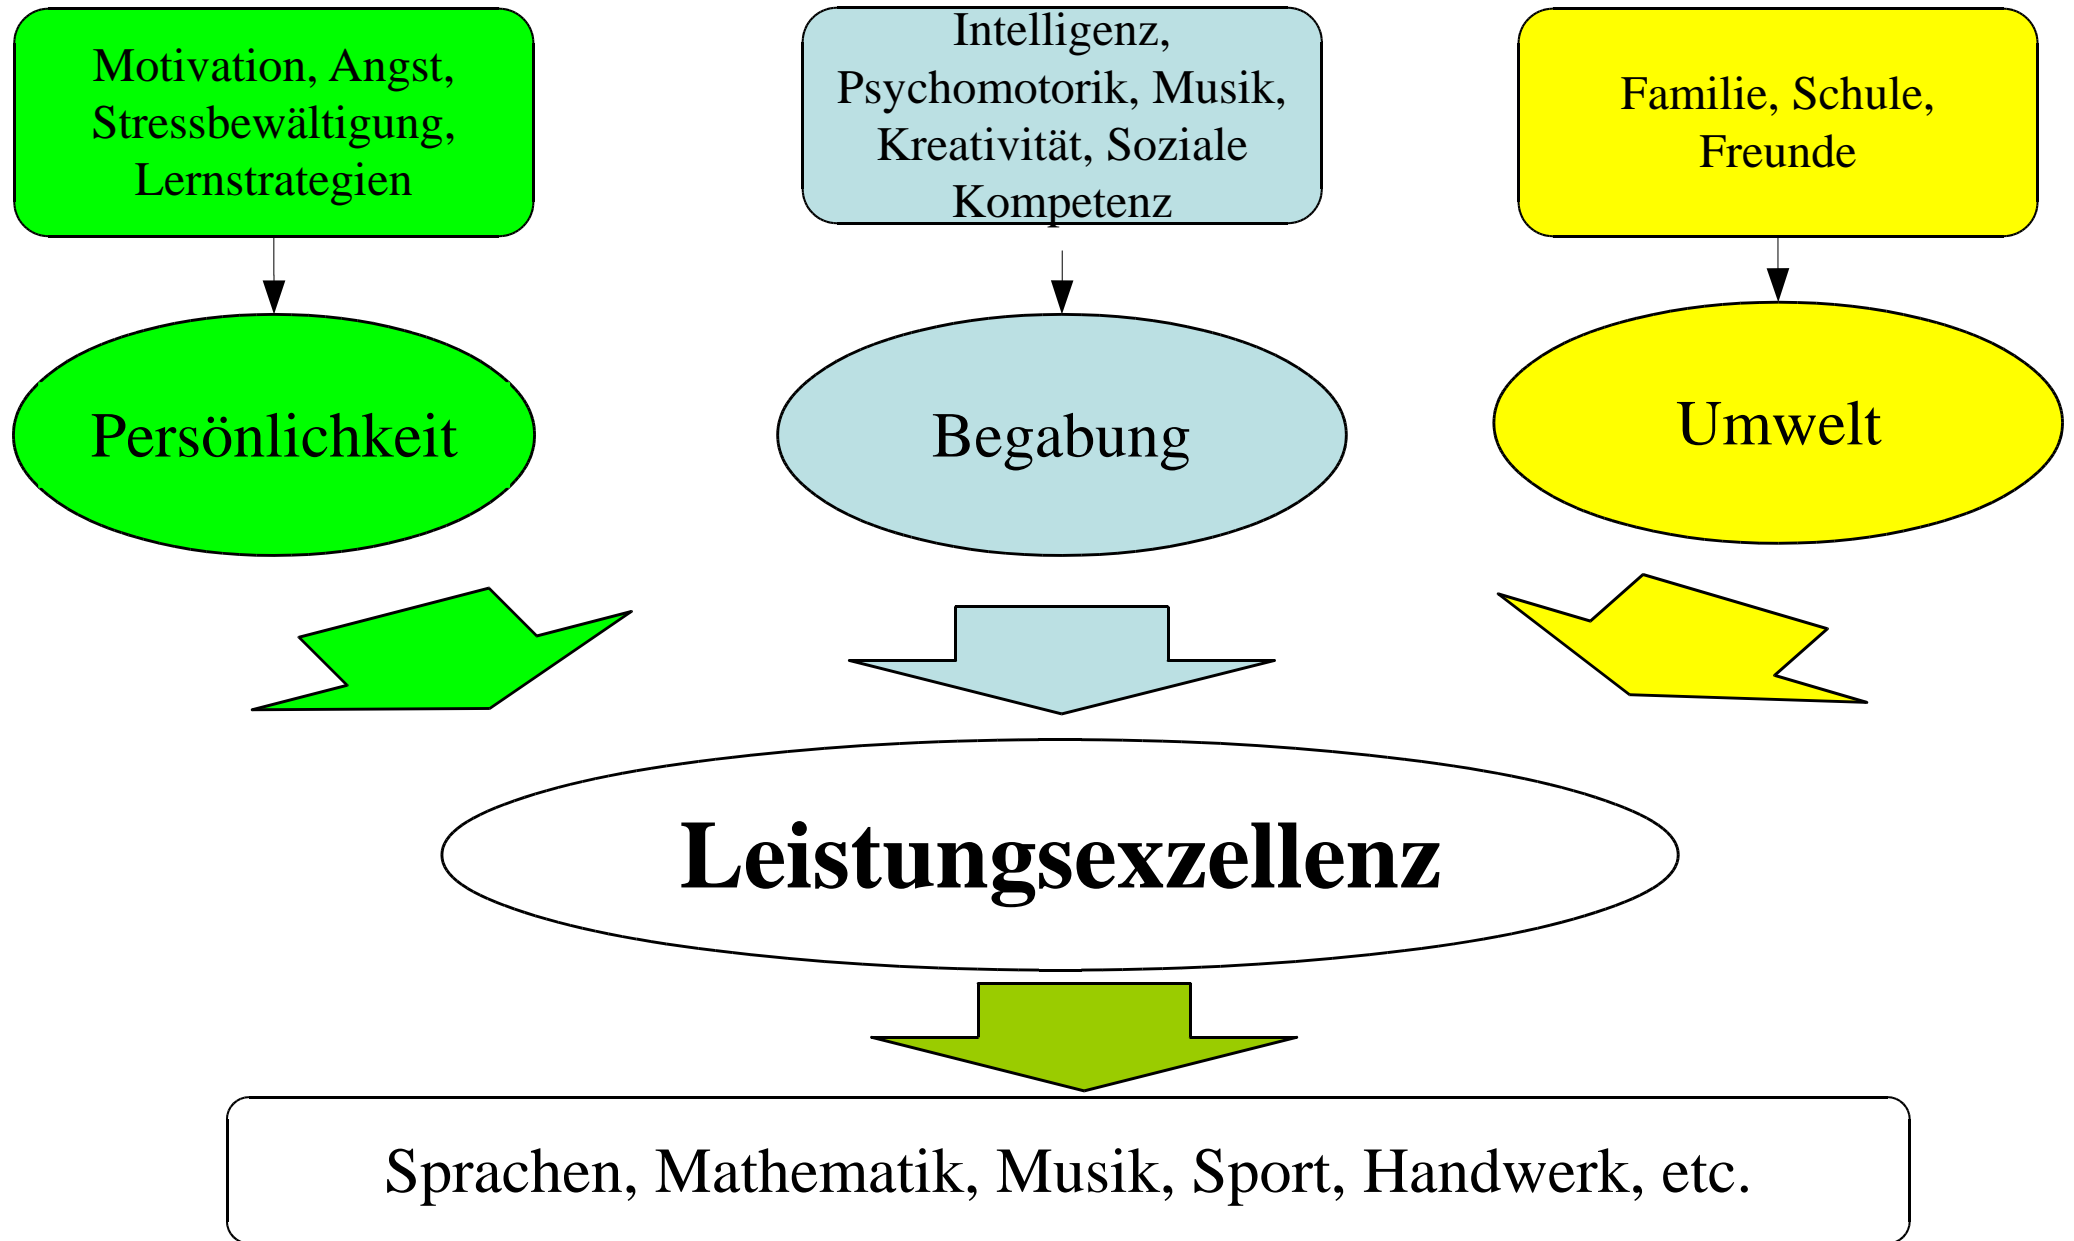 Motivation, Angst,
Stressbewältigung,
Lernstrategien
Intelligenz,
Psychomotorik, Musik,
Kreativität, Soziale
Kompetenz
Familie, Schule,
Freunde
Persönlichkeit
Begabung
Umwelt
Leistungsexzellenz
Sprachen, Mathematik, Musik, Sport, Handwerk, etc.